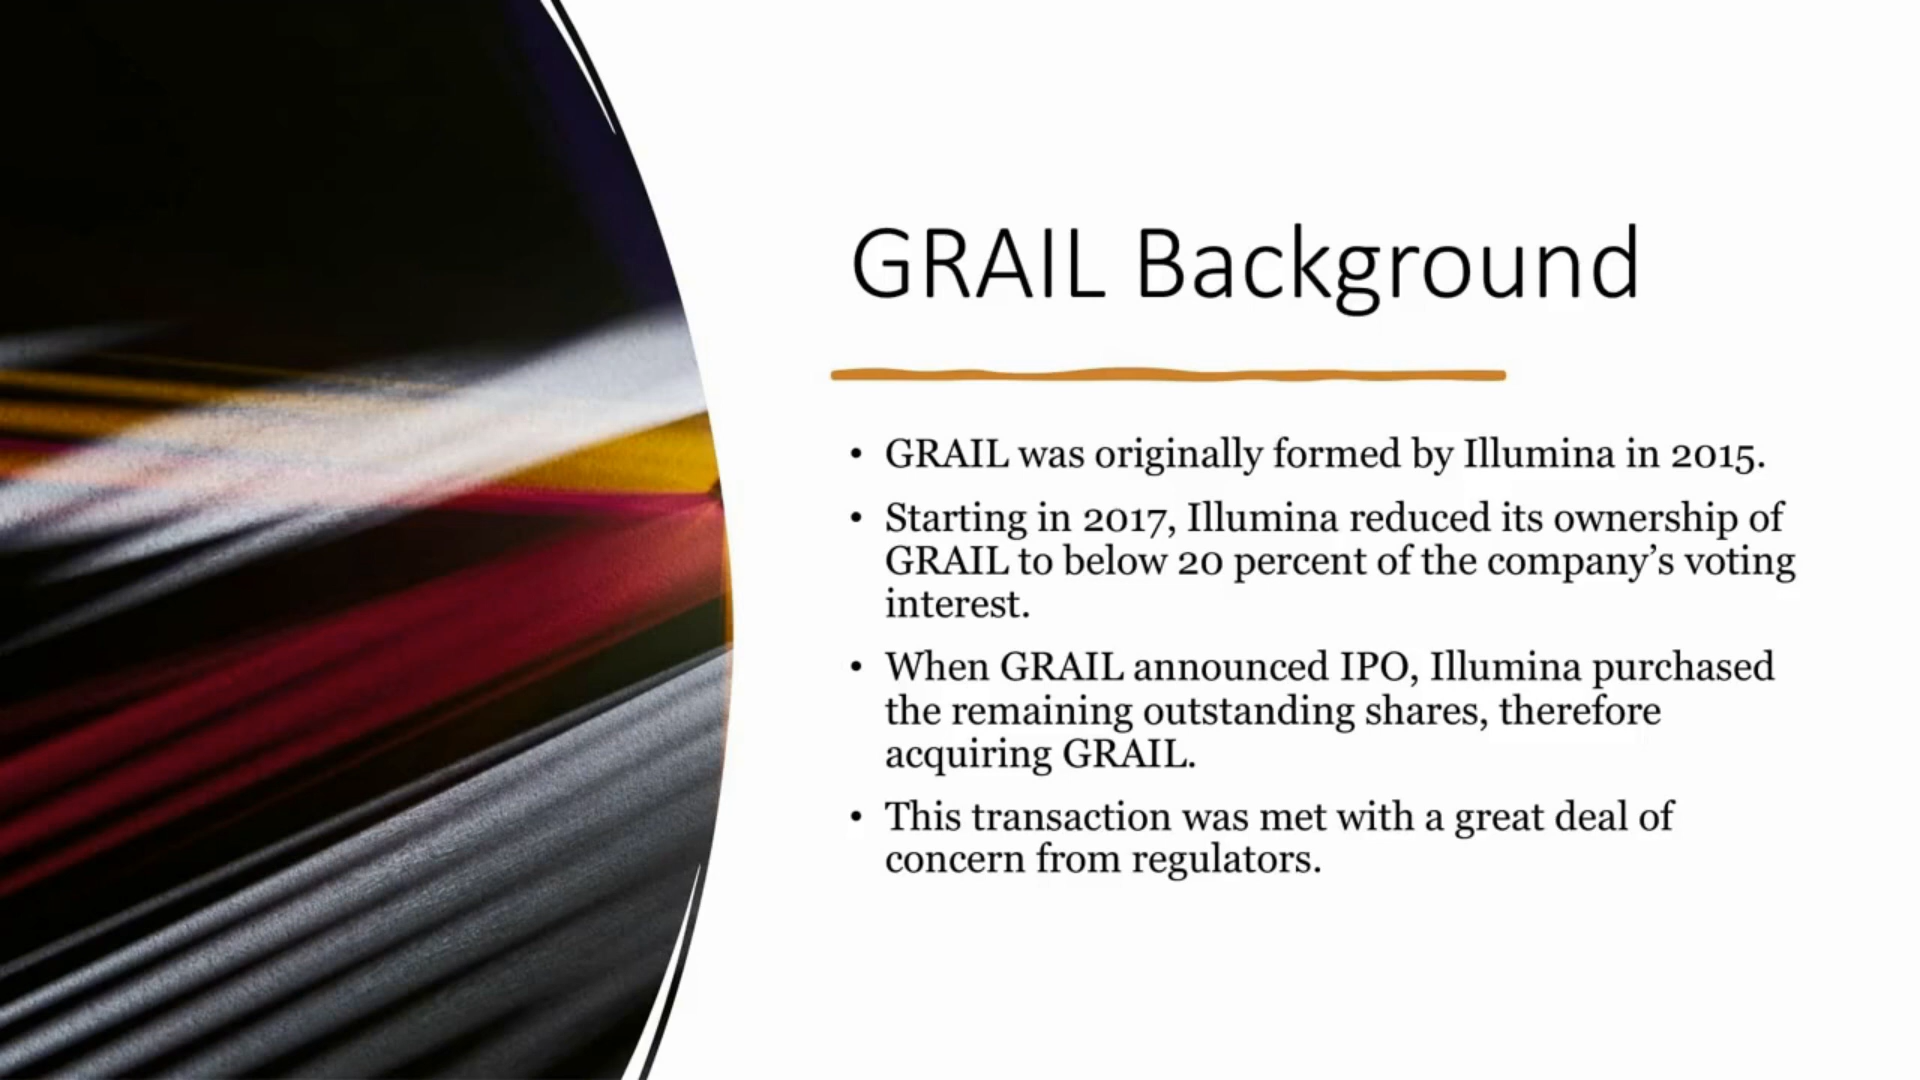 GRAIL Background
• GRAIL was originally formed by Illumina in 2015.
• Starting in 2017, Illumina reduced its ownership of
GRAIL to below 20 percent of the company’s voting
interest.
• When GRAIL announced IPO, Illumina purchased
the remaining outstanding shares, therefore
acquiring GRAIL.
• This transaction was met with a great deal of
concern from regulators.